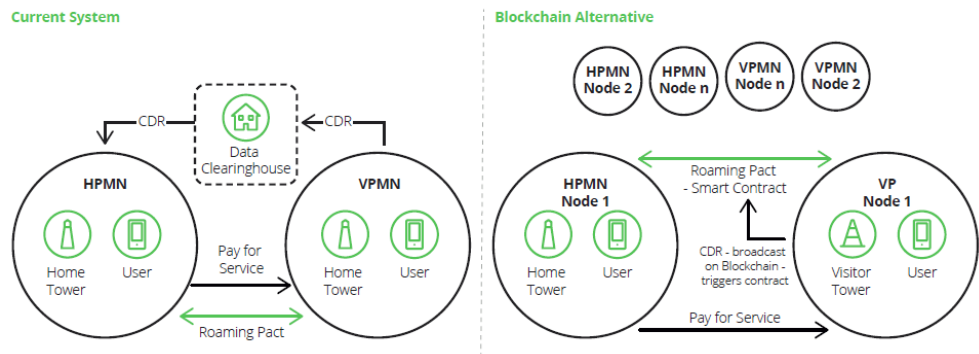 Current System
CDR
CDR
Data
Clearinghouse
HPMN
Home
Tower
User
Pay for
Service
Roaming Pact
VPMN
Home
Tower
User
Blockchain Alternative
HPMN
Node 2
HPMN
Node n
VPMN
Node n
VPMN
Node 2
HPMN
Node 1
Home
Tower
User
Roaming Pact
- Smart Contract
CDR - broadcast
on Blockchain -
triggers contract
Pay for Service
VP
Node 1
Visitor
Tower
User